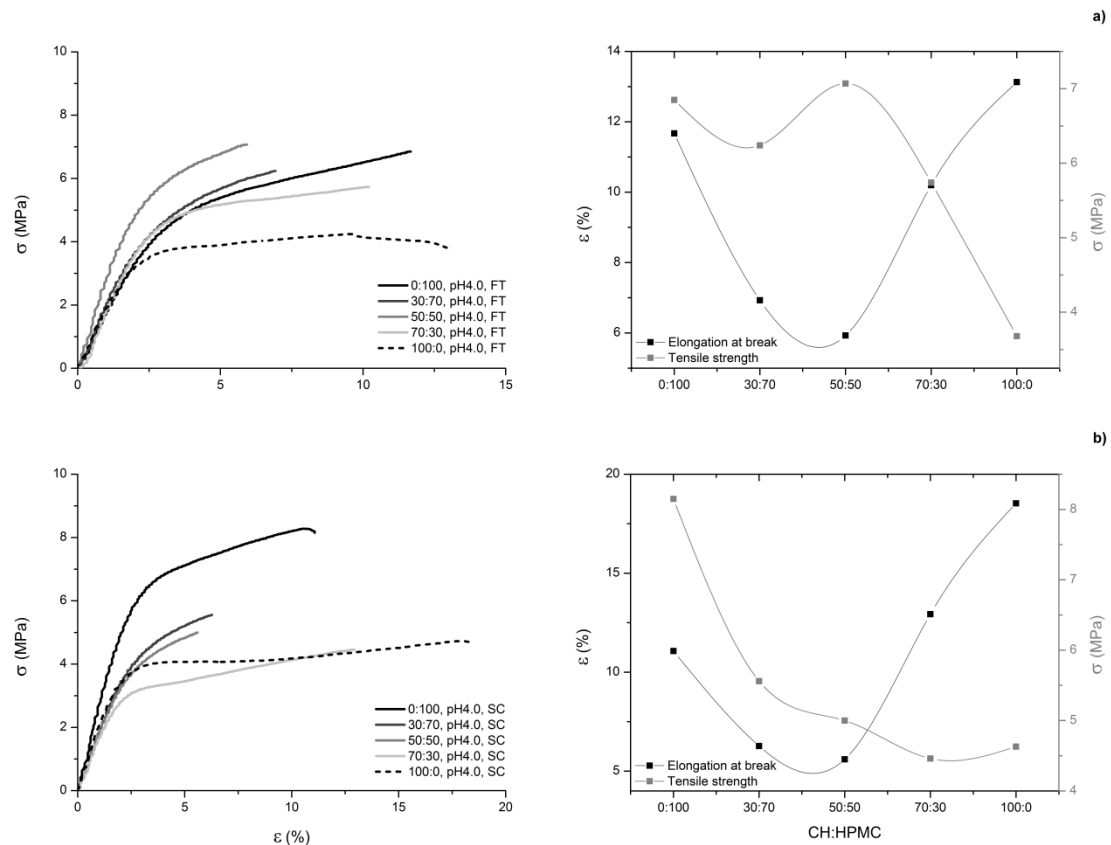 a)
10
8
6
4
2
0
σ (MPa)
0:100, pH4.0, FT
30:70, pH4.0, FT
50:50, pH4.0, FT
70:30, pH4.0, FT
100:0, pH4.0, FT
0 5 10 15
14
12
10
8
6
ε (%)
Elongation at break
Tensile strength
0:100 30:70 50:50 70:30 100:0
7
6
5
4
σ (MPa)
b)
10
8
6
4
2
0
σ (MPa)
0:100, pH4.0, SC
30:70, pH4.0, SC
50:50, pH4.0, SC
70:30, pH4.0, SC
100:0, pH4.0, SC
0 5 10 15 20
ε (%)
20
15
10
5
ε (%)
Elongation at break
Tensile strength
0:100 30:70 50:50 70:30 100:0
CH:HPMC
8
7
6
5
4
σ (MPa)